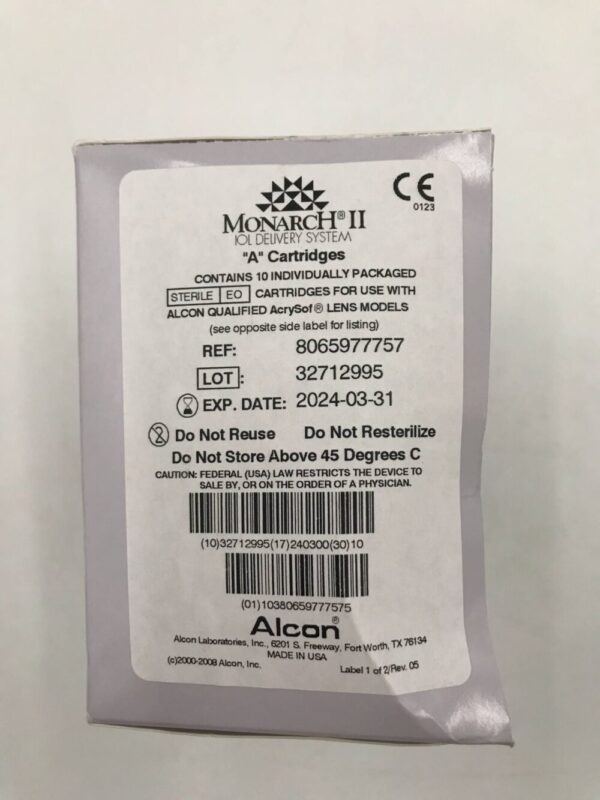 CE
0123
MONARCH® II
IOL DELIVERY SYSTEM
"A" Cartridges
CONTAINS 10 INDIVIDUALLY PACKAGED
STERILE EO CARTRIDGES FOR USE WITH
ALCON QUALIFIED AcrySof® LENS MODELS
(see opposite side label for listing)
REF: 8065977757
LOT: 32712995
EXP. DATE: 2024-03-31
2 Do Not Reuse Do Not Resterilize
Do Not Store Above 45 Degrees C
CAUTION: FEDERAL (USA) LAW RESTRICTS THE DEVICE TO
SALE BY, OR ON THE ORDER OF A PHYSICIAN.
(10)32712995(17)240300(30)10
(01)10380659777575
Alcon®
Alcon Laboratories, Inc., 6201 S. Freeway, Fort Worth, TX 76134
MADE IN USA
(c)2000-2008 Alcon, Inc. Label 1 of 2/Rev. 05